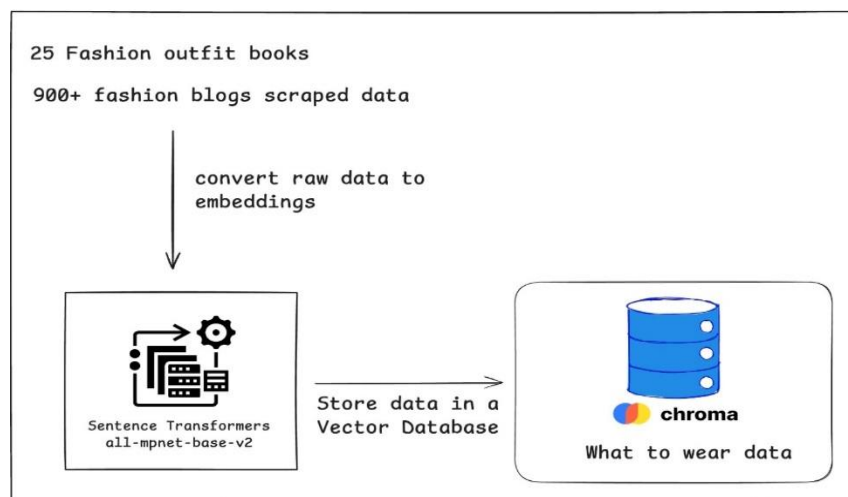 25 Fashion outfit books
900+ fashion blogs scraped data
convert raw data to
embeddings
Sentence Transformers
all-mpnet-base-v2
Store data in a
Vector Database
chroma
What to wear data